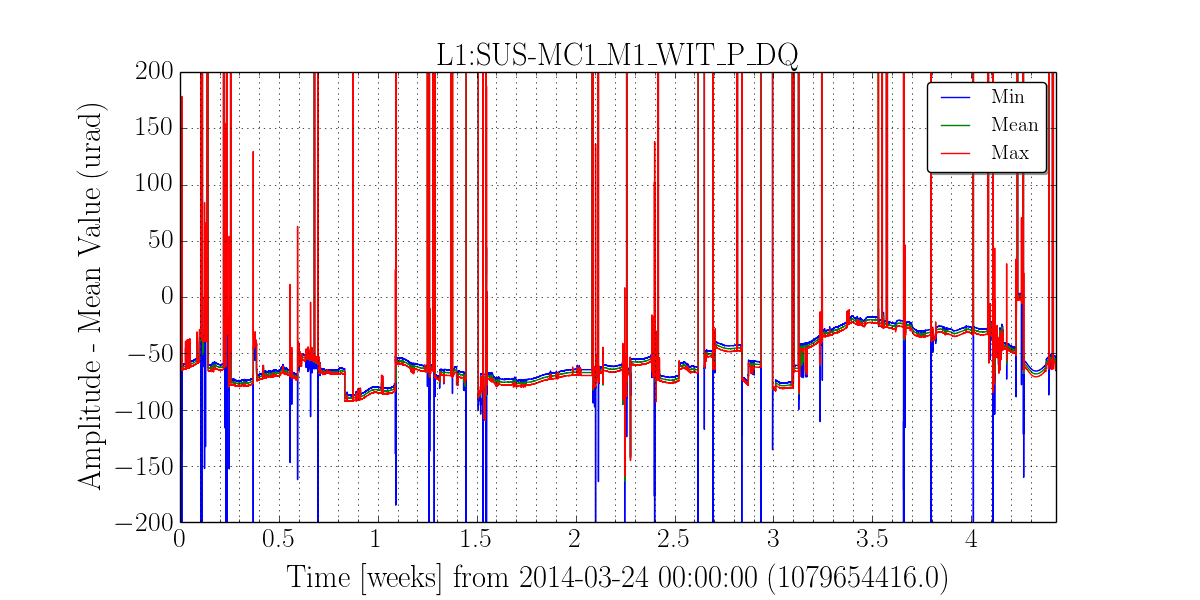 L1:SUS-MC1_M1_WIT_P_DQ
Amplitude - Mean Value (urad)
200
150
100
50
0
−50
−100
−150
−200
Min
Mean
Max
0 0.5 1 1.5 2 2.5 3 3.5 4
Time [weeks] from 2014-03-24 00:00:00 (1079654416.0)